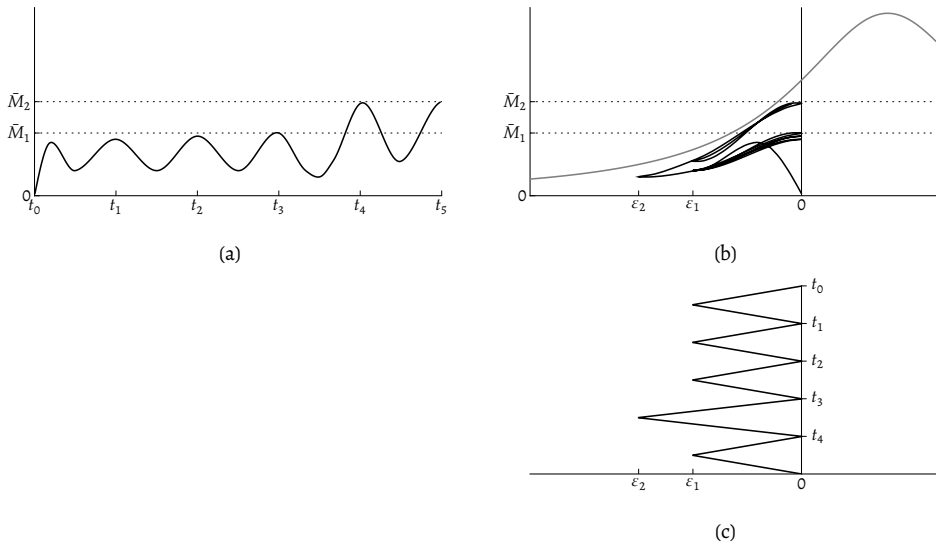 M̄₂
M̄₁
0
t₀ t₁ t₂ t₃ t₄ t₅
(a)
M̄₂
M̄₁
0
ε₂ ε₁ 0
(b)
t₀
t₁
t₂
t₃
t₄
ε₂ ε₁ 0
(c)